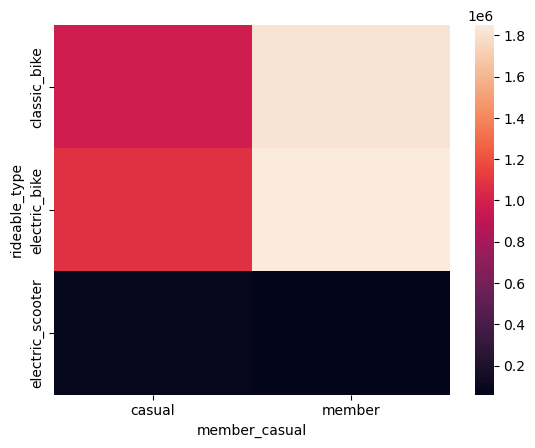 1e6
classic_bike
electric_bike
electric_scooter
rideable_type
casual
member
member_casual
1.8
1.6
1.4
1.2
1.0
0.8
0.6
0.4
0.2